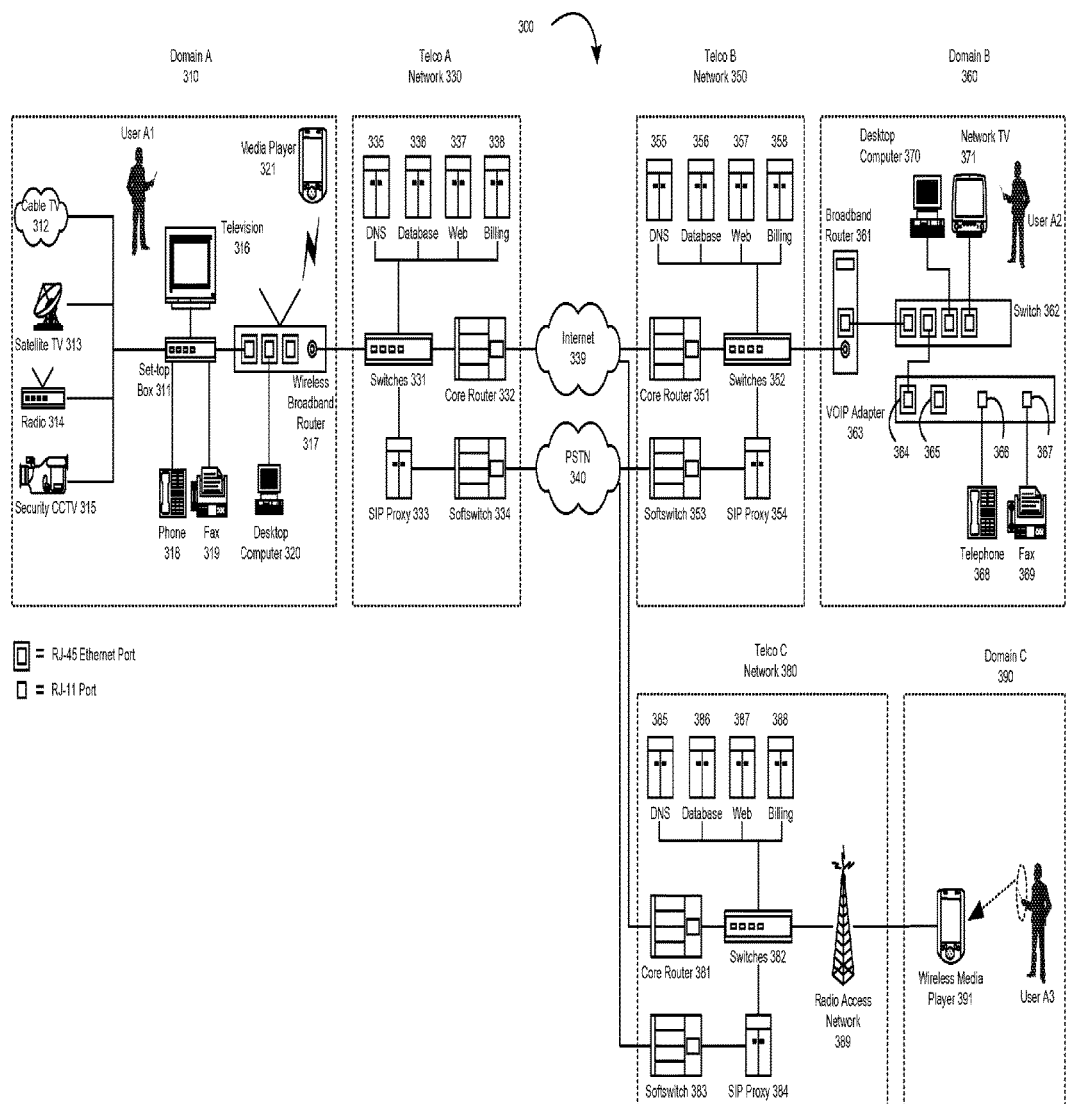 300
Domain A
310
Telco A
Network 330
Telco B
Network 350
Domain B
360
User A1
Media Player
321
Cable TV
312
Television
316
Satellite TV 313
Set-top
Box 311
Wireless
Broadband
Router
317
Radio 314
Security CCTV 315
Phone
318
Fax
319
Desktop
Computer 320
335
336
337
338
DNS
Database
Web
Billing
Switches 331
Core Router 332
SIP Proxy 333
Softswitch 334
Internet
339
PSTN
340
355
356
357
358
DNS
Database
Web
Billing
Core Router 351
Switches 352
Softswitch 353
SIP Proxy 354
Desktop
Computer 370
Network TV
371
Broadband
Router 361
User A2
Switch 362
VOIP Adapter
363
364
365
366
367
Telephone
368
Fax
369
= RJ-45 Ethernet Port
= RJ-11 Port
Telco C
Network 380
Domain C
390
385
386
387
388
DNS
Database
Web
Billing
Core Router 381
Switches 382
Radio Access
Network
389
Wireless Media
Player 391
User A3
Softswitch 383
SIP Proxy 384